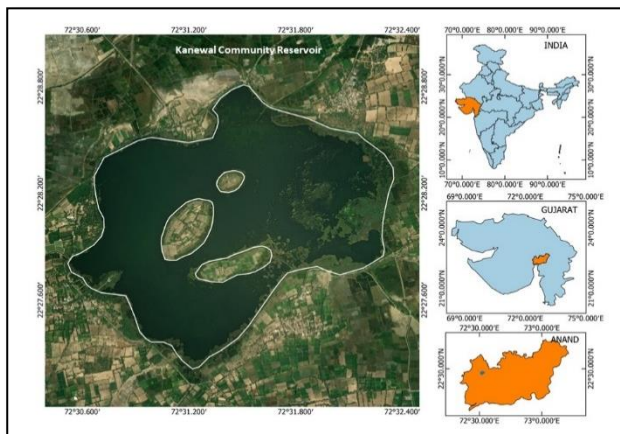 72°30.600' 72°31.200' 72°31.800' 72°32.400'
Kanewal Community Reservoir
22°28.800'
22°28.200'
22°27.600'
22°28.800'
22°28.200'
22°27.600'
72°30.600' 72°31.200' 72°31.800' 72°32.400'
70°0.000'E 80°0.000'E 90°0.000'E
INDIA
30°0.000'N
20°0.000'N
10°0.000'N
30°0.000'N
20°0.000'N
10°0.000'N
70°0.000'E 80°0.000'E 90°0.000'E
69°0.000'E 72°0.000'E 75°0.000'E
GUJARAT
24°0.000'N
21°0.000'N
24°0.000'N
21°0.000'N
69°0.000'E 72°0.000'E 75°0.000'E
72°30.000'E 73°0.000'E
ANAND
22°30.000'N
22°30.000'N
72°30.000'E 73°0.000'E